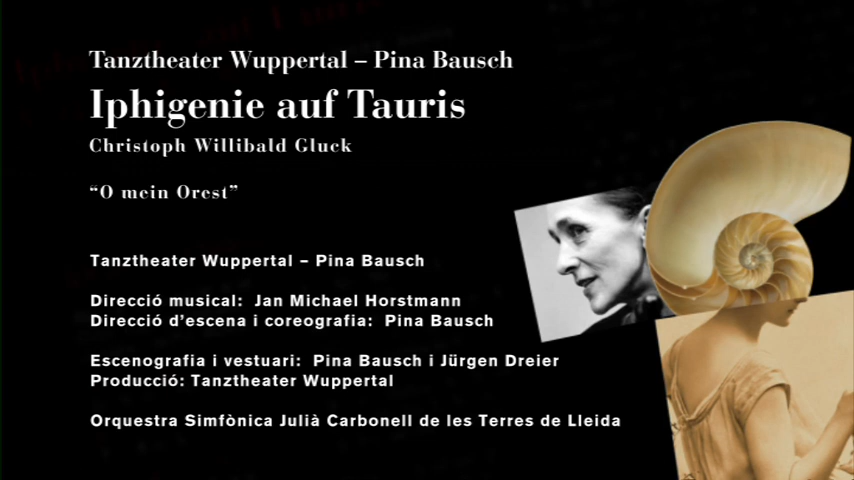 Tanztheater Wuppertal – Pina Bausch
Iphigenie auf Tauris
Christoph Willibald Gluck
“O mein Orest”
Tanztheater Wuppertal – Pina Bausch
Direcció musical: Jan Michael Horstmann
Direcció d’escena i coreografia: Pina Bausch
Escenografia i vestuari: Pina Bausch i Jürgen Dreier
Producció: Tanztheater Wuppertal
Orquestra Simfònica Julià Carbonell de les Terres de Lleida